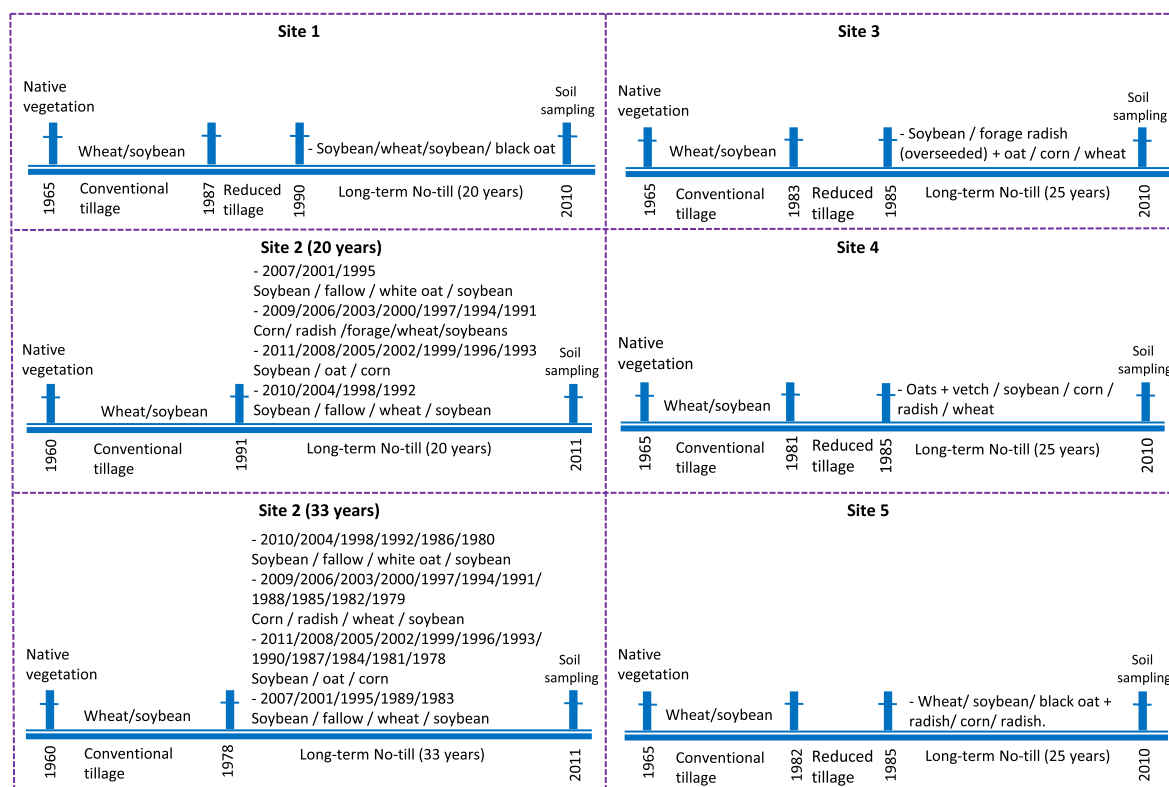 Site 1
Native
vegetation
Soil
sampling
Wheat/soybean
- Soybean/wheat/soybean/ black oat
1965
Conventional
tillage
1987
Reduced
tillage
1990
Long-term No-till (20 years)
2010
Site 3
Native
vegetation
Soil
sampling
Wheat/soybean
- Soybean / forage radish
(overseeded) + oat / corn / wheat
1965
Conventional
tillage
1983
Reduced
tillage
1985
Long-term No-till (25 years)
2010
Site 2 (20 years)
- 2007/2001/1995
Soybean / fallow / white oat / soybean
- 2009/2006/2003/2000/1997/1994/1991
Corn/ radish /forage/wheat/soybeans
- 2011/2008/2005/2002/1999/1996/1993
Soybean / oat / corn
- 2010/2004/1998/1992
Soybean / fallow / wheat / soybean
Native
vegetation
Soil
sampling
Wheat/soybean
1960
Conventional
tillage
1991
Long-term No-till (20 years)
2011
Site 4
Native
vegetation
Soil
sampling
Wheat/soybean
- Oats + vetch / soybean / corn /
radish / wheat
1965
Conventional
tillage
1981
Reduced
tillage
1985
Long-term No-till (25 years)
2010
Site 2 (33 years)
- 2010/2004/1998/1992/1986/1980
Soybean / fallow / white oat / soybean
- 2009/2006/2003/2000/1997/1994/1991/
1988/1985/1982/1979
Corn / radish / wheat / soybean
- 2011/2008/2005/2002/1999/1996/1993/
1990/1987/1984/1981/1978
Soybean / oat / corn
- 2007/2001/1995/1989/1983
Soybean / fallow / wheat / soybean
Native
vegetation
Soil
sampling
Wheat/soybean
1960
Conventional
tillage
1978
Long-term No-till (33 years)
2011
Site 5
Native
vegetation
Soil
sampling
Wheat/soybean
- Wheat/ soybean/ black oat +
radish/ corn/ radish.
1965
Conventional
tillage
1982
Reduced
tillage
1985
Long-term No-till (25 years)
2010